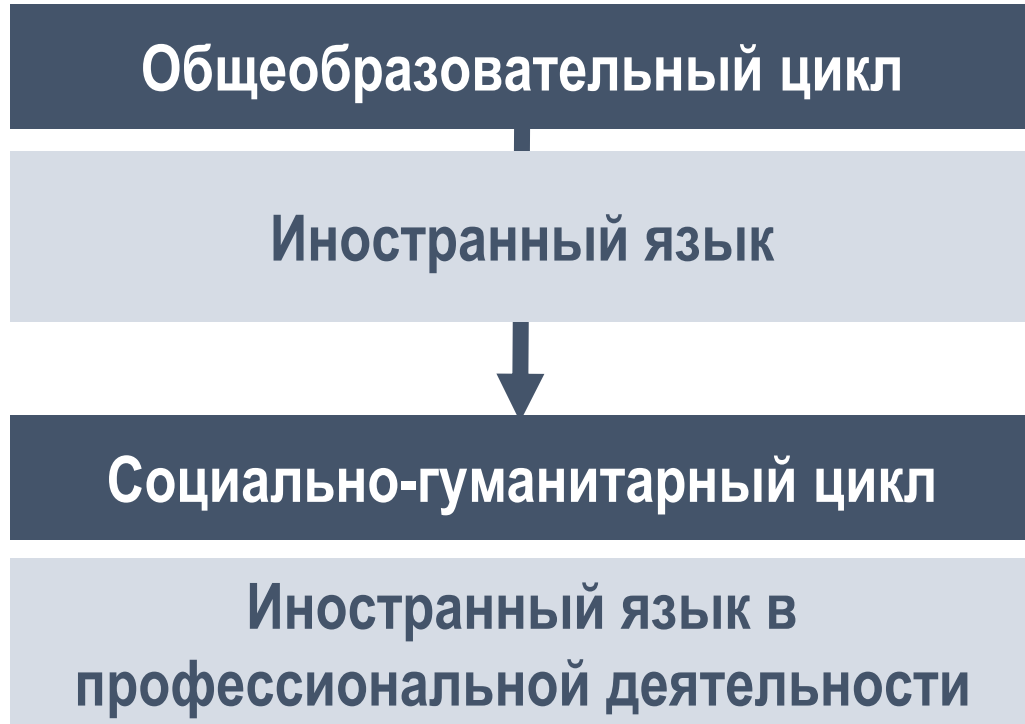 Общеобразовательный цикл
Иностранный язык
Социально-гуманитарный цикл
Иностранный язык в
профессиональной деятельности